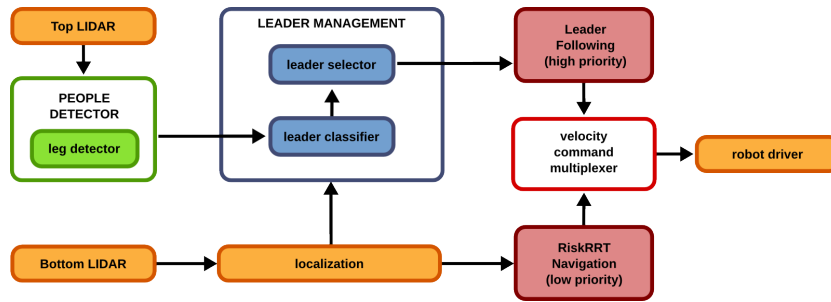 Top LIDAR
PEOPLE
DETECTOR
leg detector
LEADER MANAGEMENT
leader selector
leader classifier
Leader
Following
(high priority)
velocity
command
multiplexer
robot driver
Bottom LIDAR
localization
RiskRRT
Navigation
(low priority)